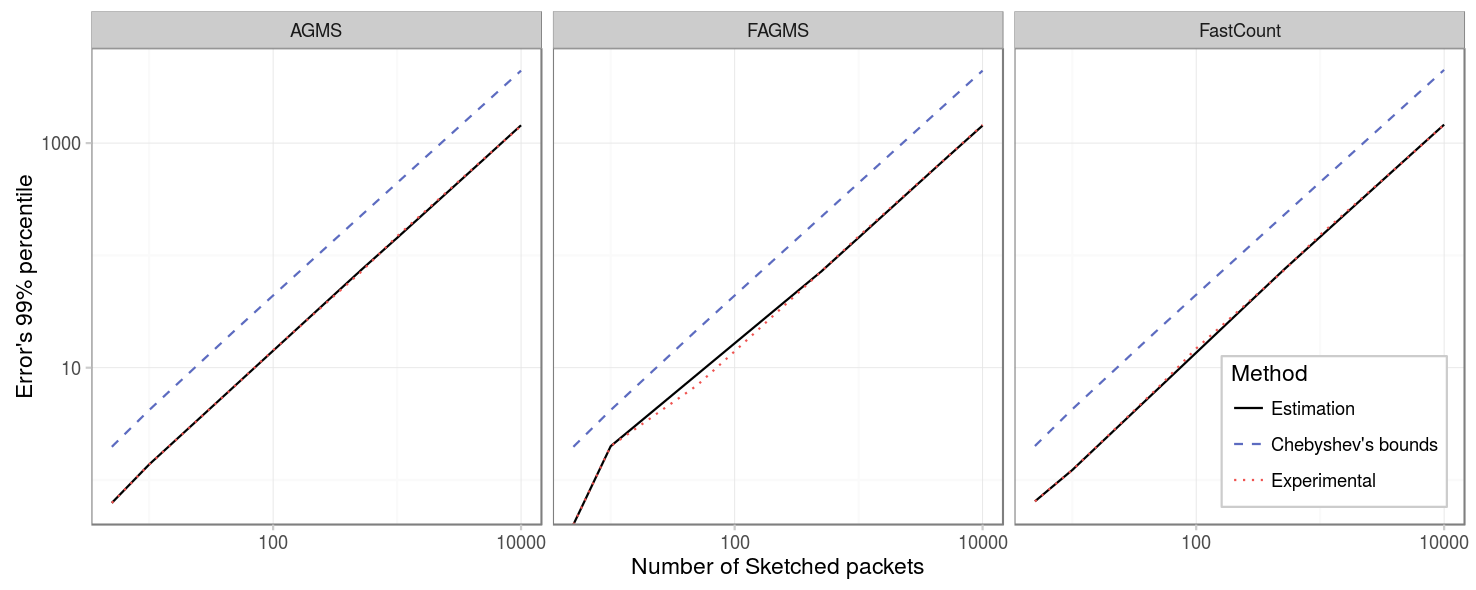 AGMS
FAGMS
FastCount
Error's 99% percentile
1000
10
100
10000
100
10000
100
10000
Number of Sketched packets
Method
Estimation
Chebyshev's bounds
Experimental